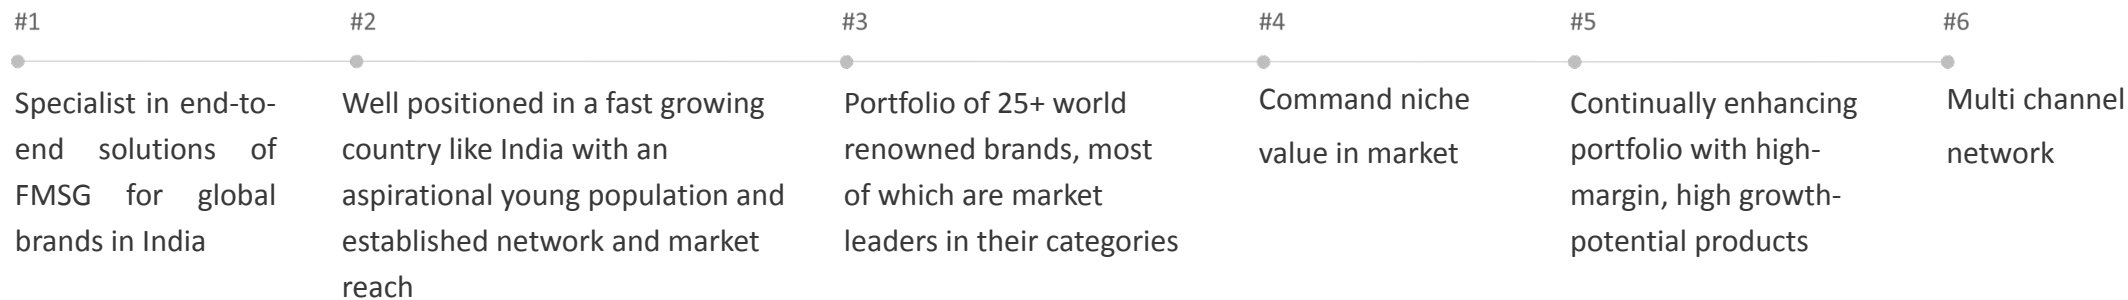 #1
Specialist in end-to-
end solutions of
FMSG for global
brands in India
#2
Well positioned in a fast growing
country like India with an
aspirational young population and
established network and market
reach
#3
Portfolio of 25+ world
renowned brands, most
of which are market
leaders in their categories
#4
Command niche
value in market
#5
Continually enhancing
portfolio with high-
margin, high growth-
potential products
#6
Multi channel
network